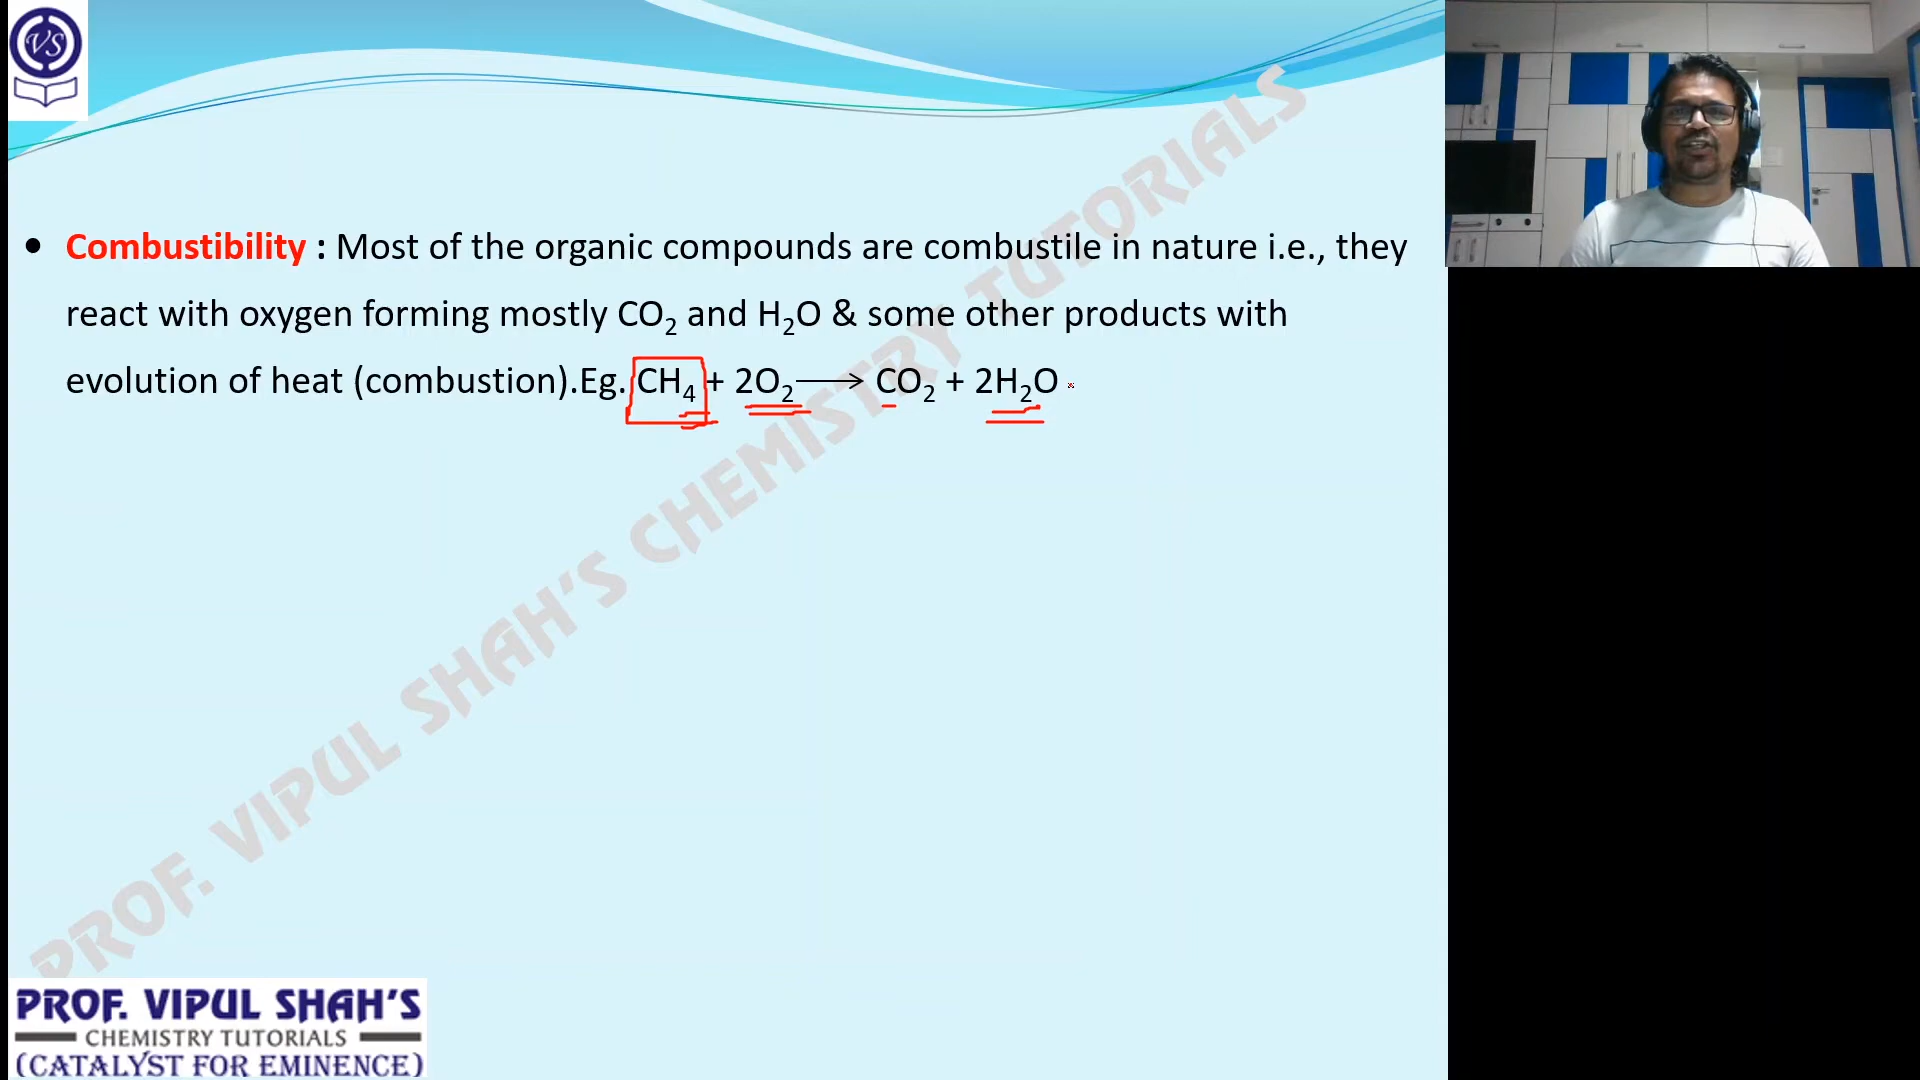 VS
• Combustibility : Most of the organic compounds are combustile in nature i.e., they
react with oxygen forming mostly CO₂ and H₂O & some other products with
evolution of heat (combustion).Eg. CH₄ + 2O₂ ⟶ CO₂ + 2H₂O
PROF. VIPUL SHAH'S CHEMISTRY TUTORIALS
PROF. VIPUL SHAH'S
CHEMISTRY TUTORIALS
(CATALYST FOR EMINENCE)